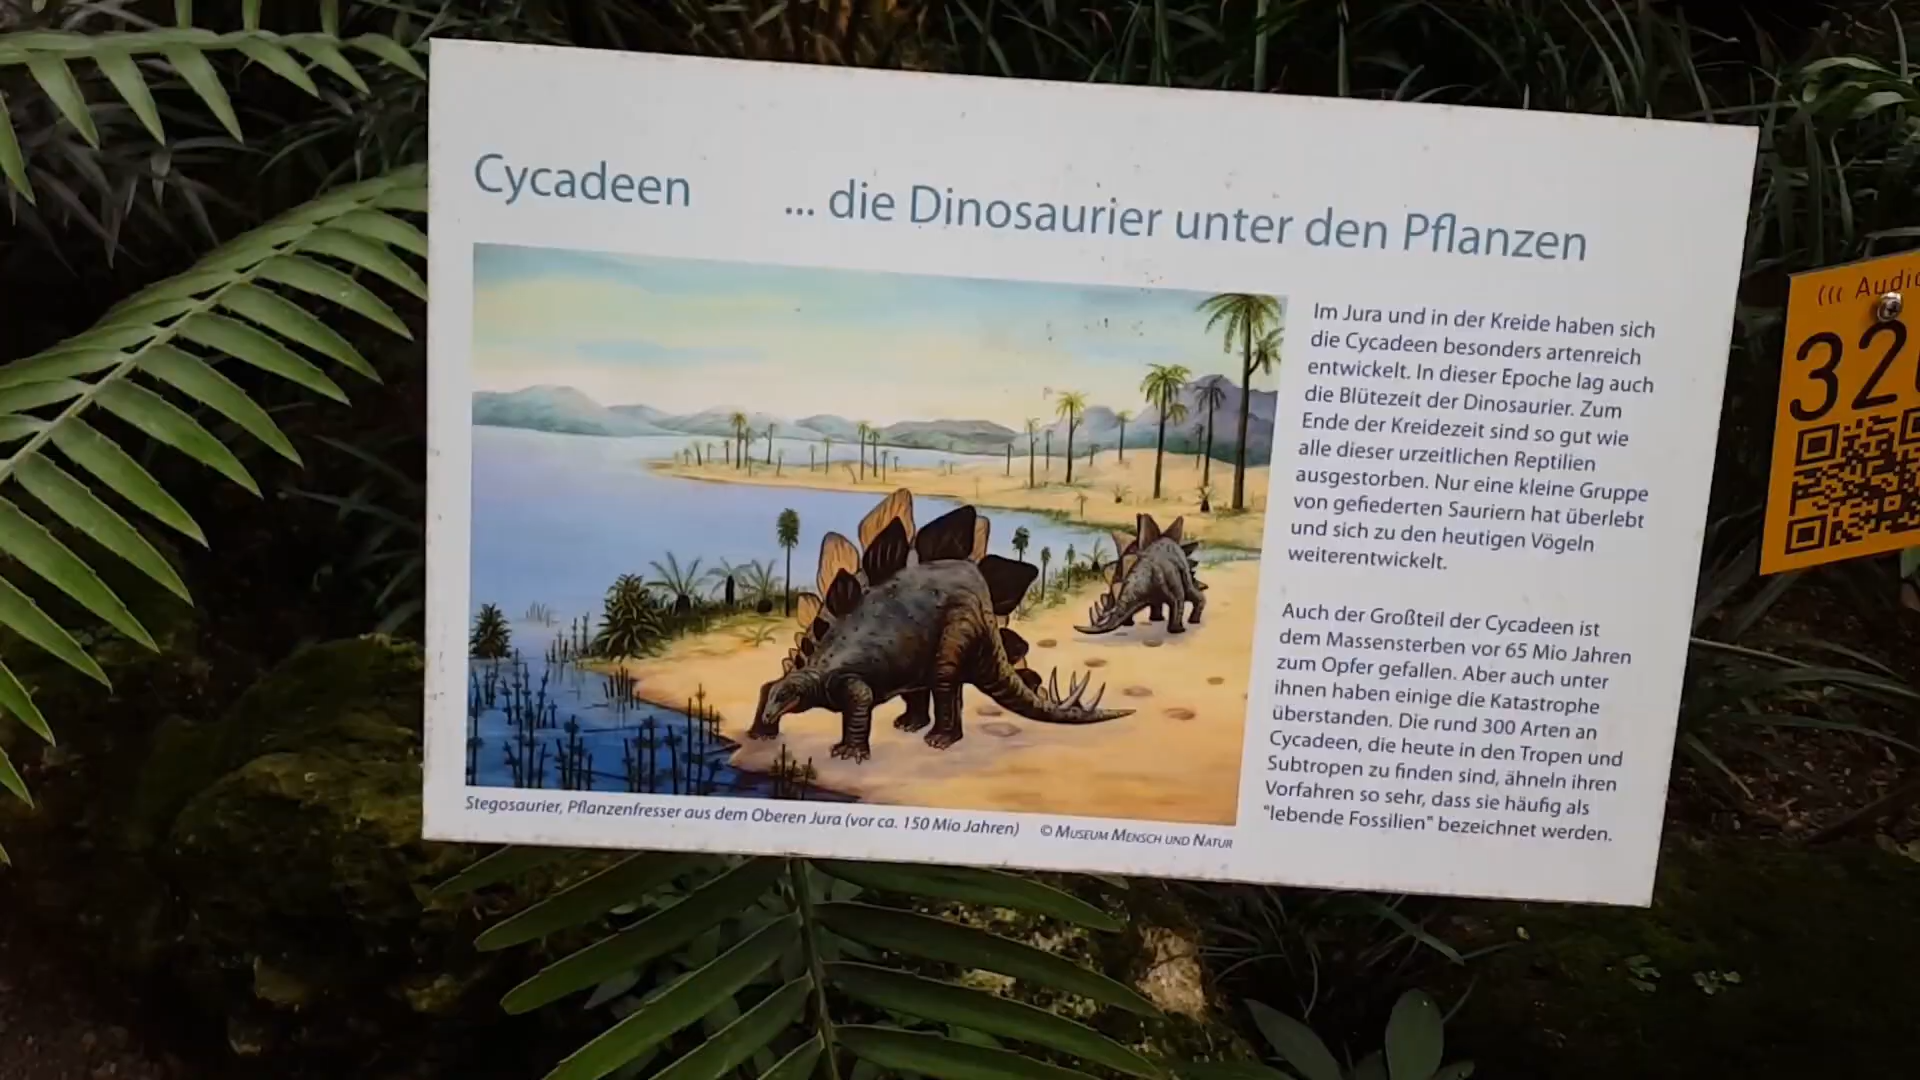 Cycadeen ... die Dinosaurier unter den Pflanzen
Im Jura und in der Kreide haben sich
die Cycadeen besonders artenreich
entwickelt. In dieser Epoche lag auch
die Blütezeit der Dinosaurier. Zum
Ende der Kreidezeit sind so gut wie
alle dieser urzeitlichen Reptilien
ausgestorben. Nur eine kleine Gruppe
von gefiederten Sauriern hat überlebt
und sich zu den heutigen Vögeln
weiterentwickelt.
Auch der Großteil der Cycadeen ist
dem Massensterben vor 65 Mio Jahren
zum Opfer gefallen. Aber auch unter
ihnen haben einige die Katastrophe
überstanden. Die rund 300 Arten an
Cycadeen, die heute in den Tropen und
Subtropen zu finden sind, ähneln ihren
Vorfahren so sehr, dass sie häufig als
"lebende Fossilien" bezeichnet werden.
Stegosaurier, Pflanzenfresser aus dem Oberen Jura (vor ca. 150 Mio Jahren) © MUSEUM MENSCH UND NATUR